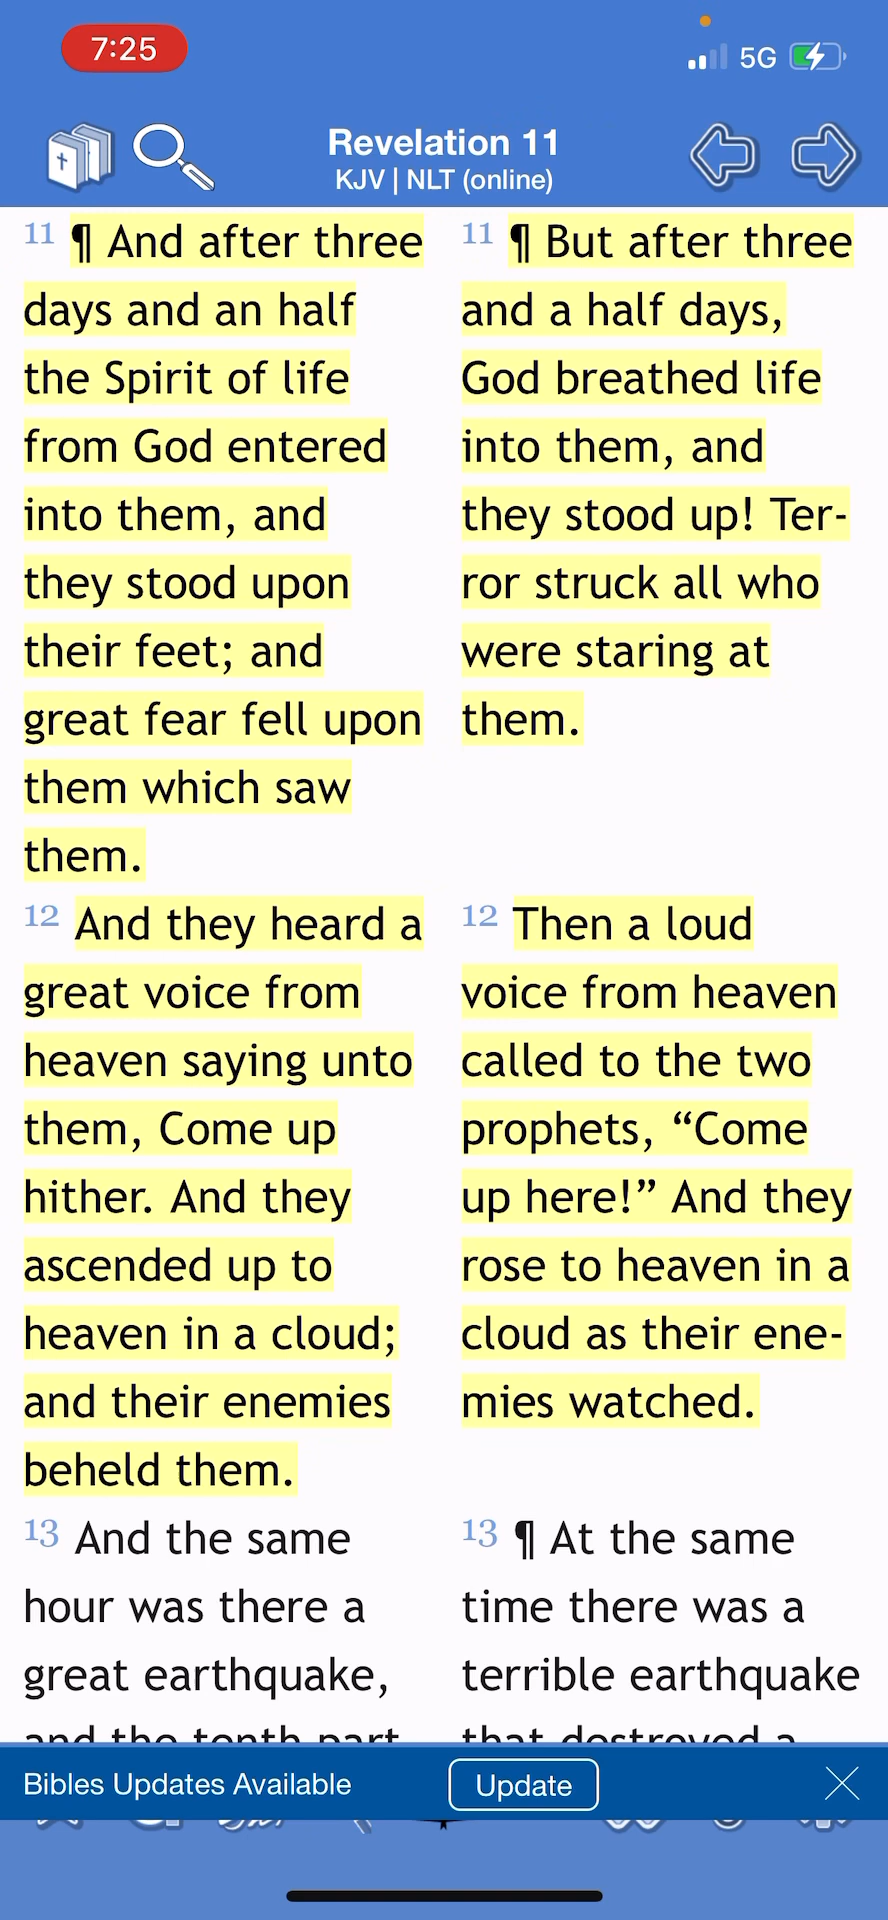 7:25
5G
Revelation 11
KJV | NLT (online)
11 ¶ And after three
days and an half
the Spirit of life
from God entered
into them, and
they stood upon
their feet; and
great fear fell upon
them which saw
them.
11 ¶ But after three
and a half days,
God breathed life
into them, and
they stood up! Ter-
ror struck all who
were staring at
them.
12 And they heard a
great voice from
heaven saying unto
them, Come up
hither. And they
ascended up to
heaven in a cloud;
and their enemies
beheld them.
12 Then a loud
voice from heaven
called to the two
prophets, “Come
up here!” And they
rose to heaven in a
cloud as their ene-
mies watched.
13 And the same
hour was there a
great earthquake,
and the tenth part
13 ¶ At the same
time there was a
terrible earthquake
that destroyed a
Bibles Updates Available
Update